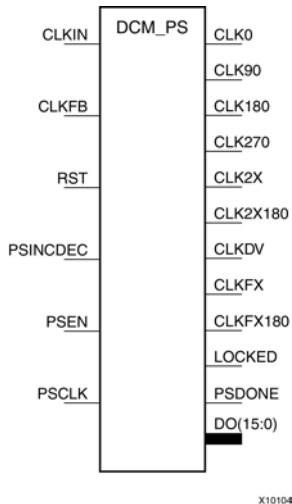 DCM_PS
CLKIN
CLKFB
RST
PSINCDEC
PSEN
PSCLK
CLK0
CLK90
CLK180
CLK270
CLK2X
CLK2X180
CLKDV
CLKFX
CLKFX180
LOCKED
PSDONE
DO(15:0)
X10104